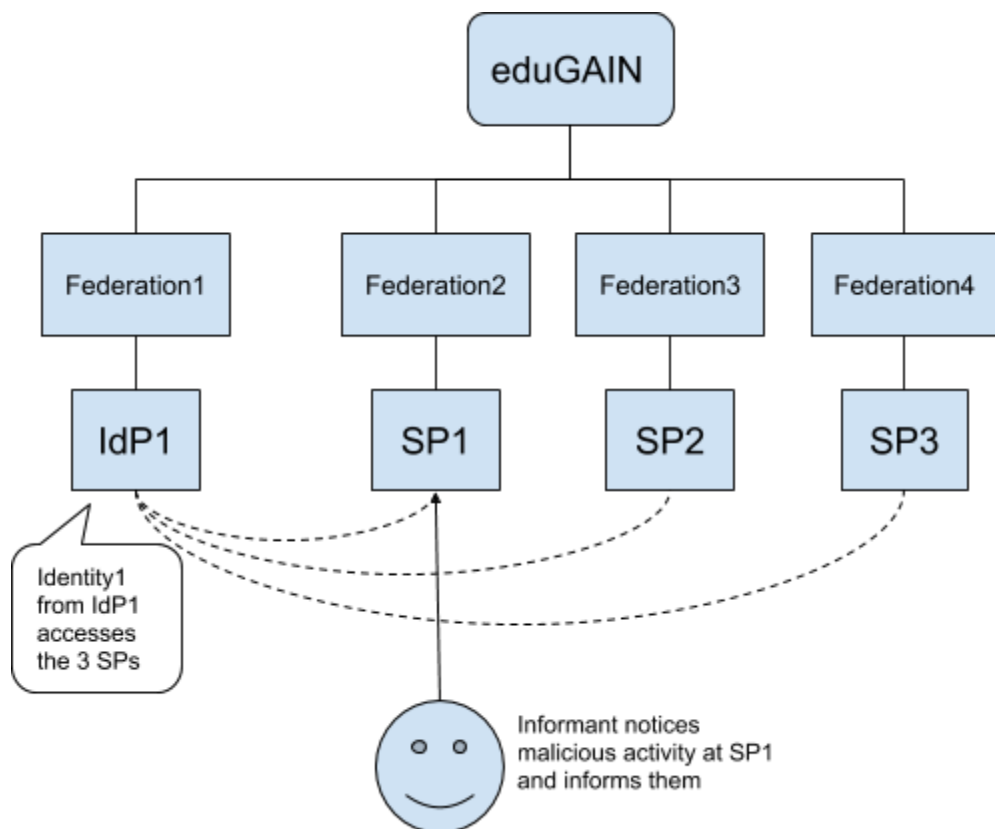 eduGAIN
Federation1
Federation2
Federation3
Federation4
IdP1
SP1
SP2
SP3
Identity1
from IdP1
accesses
the 3 SPs
Informant notices
malicious activity at SP1
and informs them